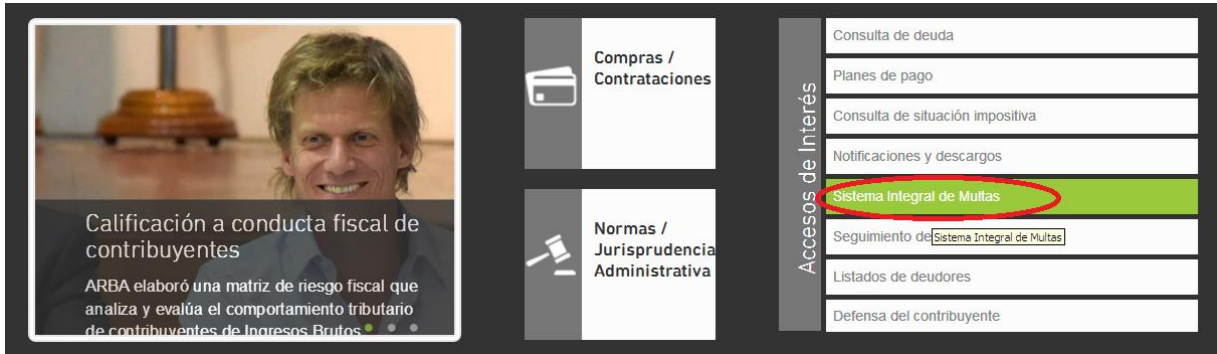 Calificación a conducta fiscal de
contribuyentes
ARBA elaboró una matriz de riesgo fiscal que
analiza y evalúa el comportamiento tributario
de contribuyentes de Ingresos Brutos
Compras /
Contrataciones
Normas /
Jurisprudencia
Administrativa
Accesos de Interés
Consulta de deuda
Planes de pago
Consulta de situación impositiva
Notificaciones y descargos
Sistema Integral de Multas
Seguimiento de
Sistema Integral de Multas
Listados de deudores
Defensa del contribuyente